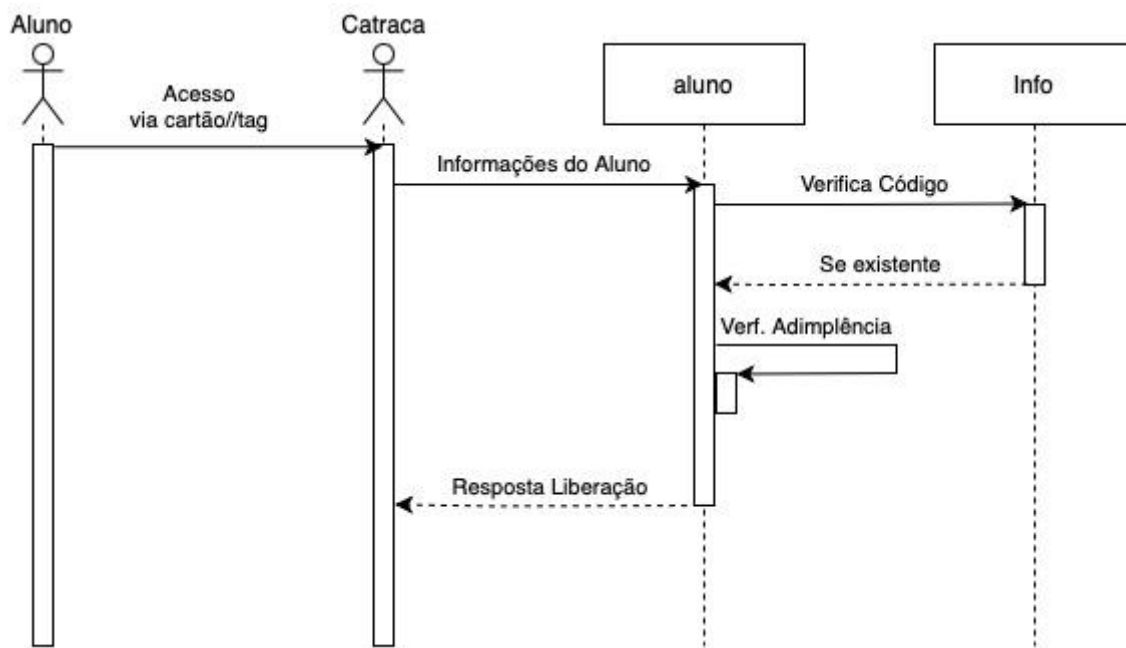 Aluno
Catraca
aluno
Info
Acesso
via cartão//tag
Informações do Aluno
Verifica Código
Se existente
Verf. Adimplência
Resposta Liberação